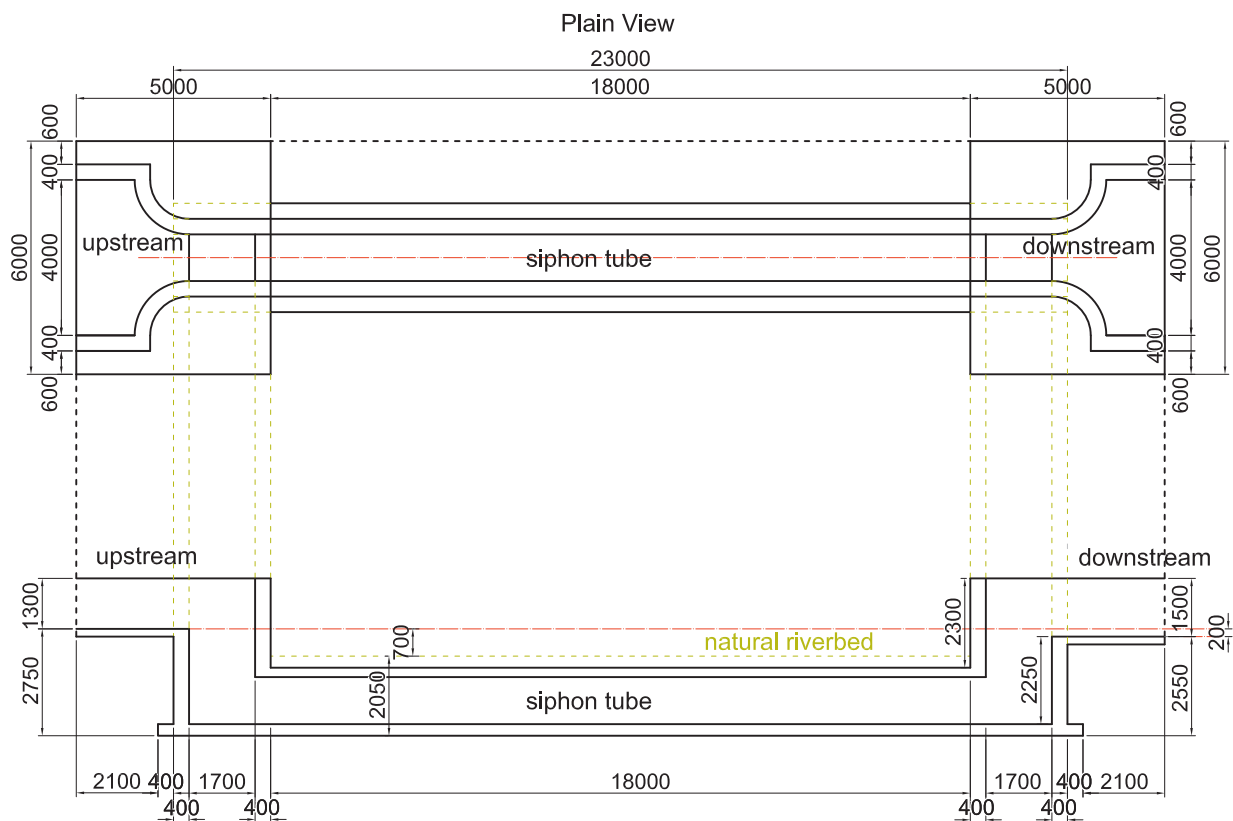 Plain View
23000
5000 18000 5000
600 600
400 400
upstream downstream
siphon tube
6000 4000 4000 6000
400 400
600 600
upstream downstream
1300 2300 1500
700 natural riverbed 200
2750 2050 siphon tube 2250 2550
2100 400 1700 18000 1700 400 2100
400 400 400 400